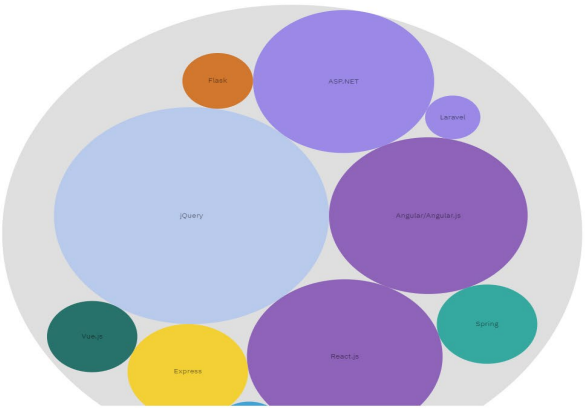 Flask
ASP.NET
Laravel
jQuery
Angular/Angular.js
Spring
Vue.js
React.js
Express